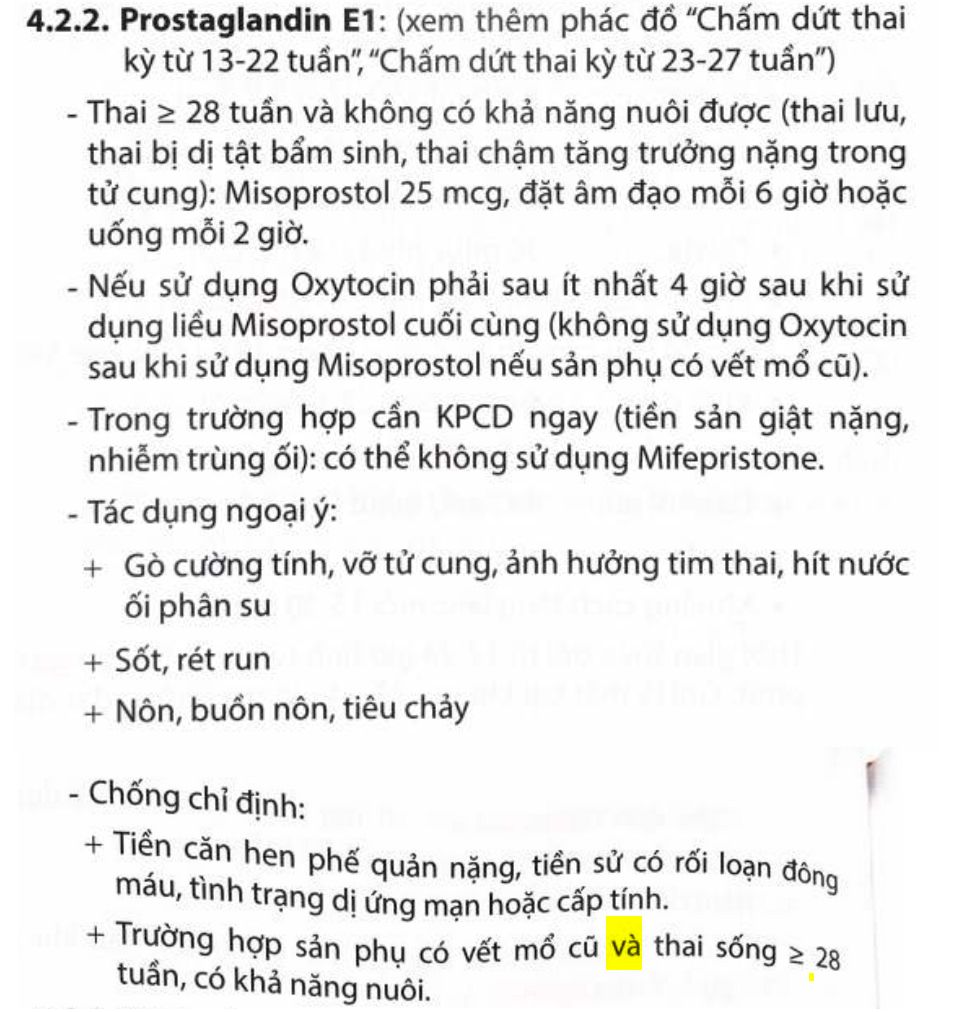 4.2.2. Prostaglandin E1: (xem thêm phác đồ “Chấm dứt thai
kỳ từ 13-22 tuần”, “Chấm dứt thai kỳ từ 23-27 tuần”)
- Thai ≥ 28 tuần và không có khả năng nuôi được (thai lưu,
thai bị dị tật bẩm sinh, thai chậm tăng trưởng nặng trong
tử cung): Misoprostol 25 mcg, đặt âm đạo mỗi 6 giờ hoặc
uống mỗi 2 giờ.
- Nếu sử dụng Oxytocin phải sau ít nhất 4 giờ sau khi sử
dụng liều Misoprostol cuối cùng (không sử dụng Oxytocin
sau khi sử dụng Misoprostol nếu sản phụ có vết mổ cũ).
- Trong trường hợp cần KPCD ngay (tiền sản giật nặng,
nhiễm trùng ối): có thể không sử dụng Mifepristone.
- Tác dụng ngoại ý:
+ Gò cường tính, vỡ tử cung, ảnh hưởng tim thai, hít nước
ối phân su
+ Sốt, rét run
+ Nôn, buồn nôn, tiêu chảy
- Chống chỉ định:
+ Tiền căn hen phế quản nặng, tiền sử có rối loạn đông
máu, tình trạng dị ứng mạn hoặc cấp tính.
+ Trường hợp sản phụ có vết mổ cũ và thai sống ≥ 28
tuần, có khả năng nuôi.